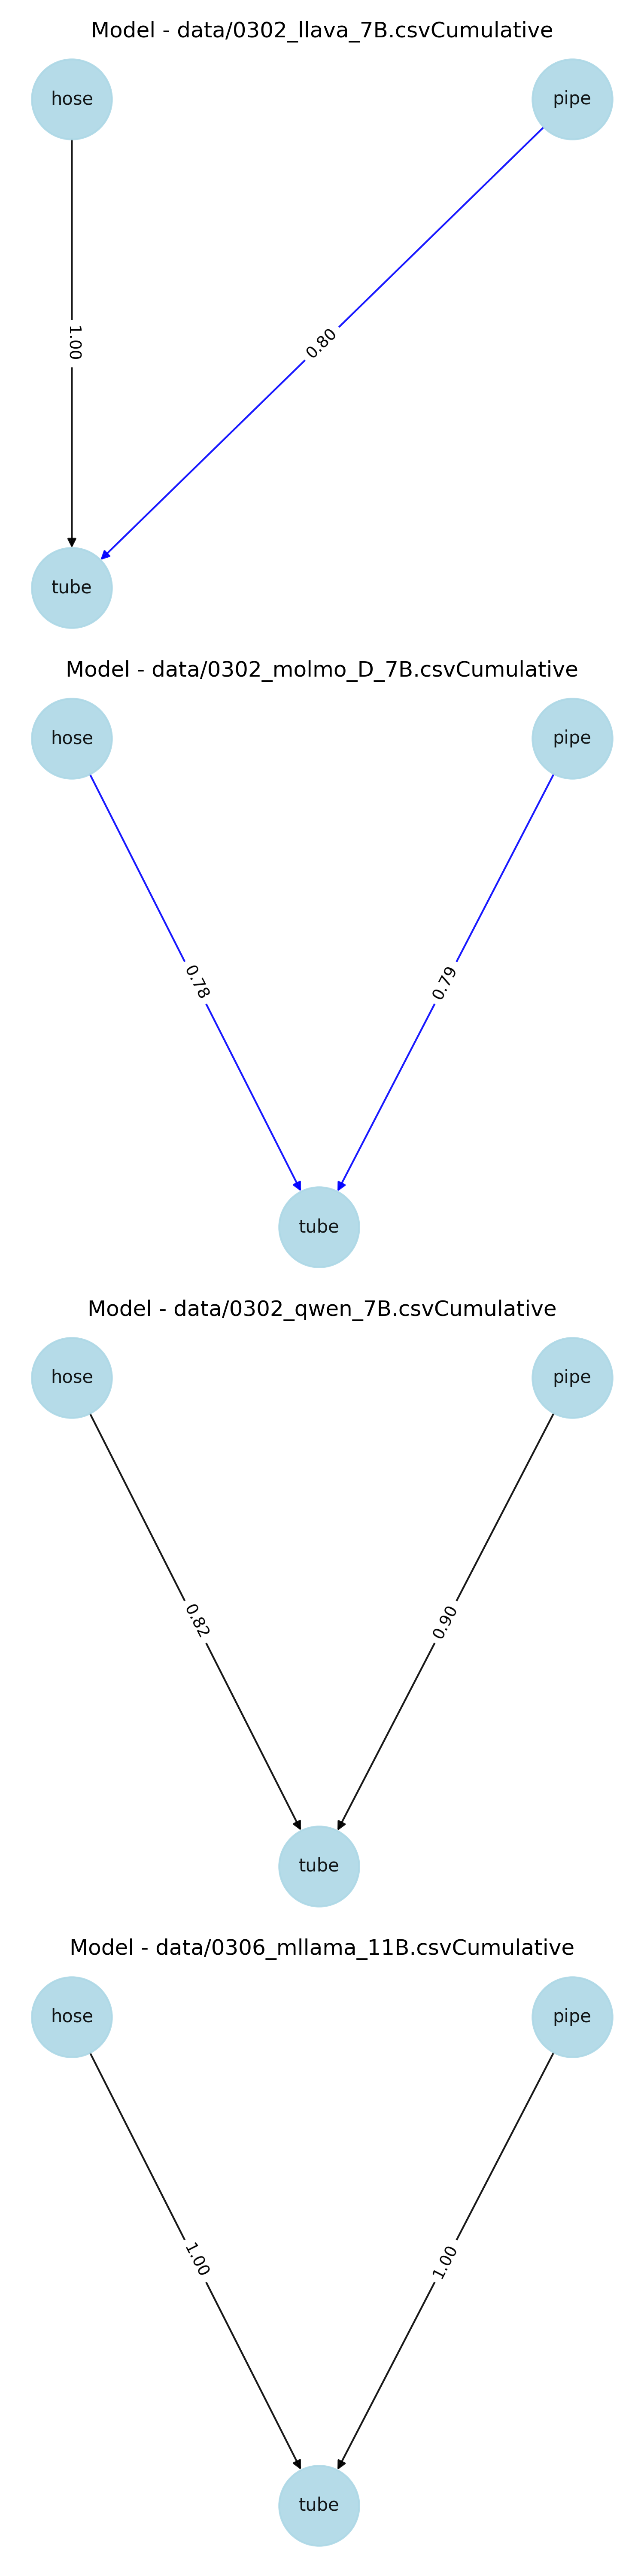 Model - data/0302_llava_7B.csvCumulative
hose
pipe
1.00
0.80
tube
Model - data/0302_molmo_D_7B.csvCumulative
hose
pipe
0.78
0.79
tube
Model - data/0302_qwen_7B.csvCumulative
hose
pipe
0.82
0.90
tube
Model - data/0306_mllama_11B.csvCumulative
hose
pipe
1.00
1.00
tube